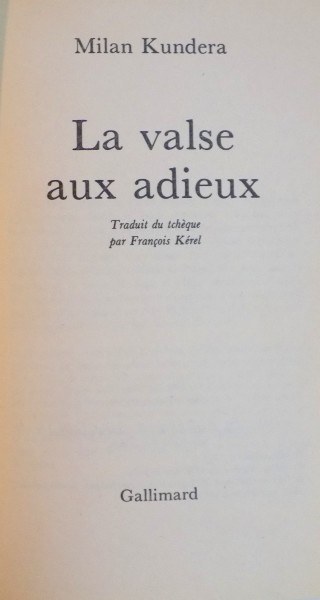 Milan Kundera
La valse
aux adieux
Traduit du tchèque
par François Kérel
Gallimard